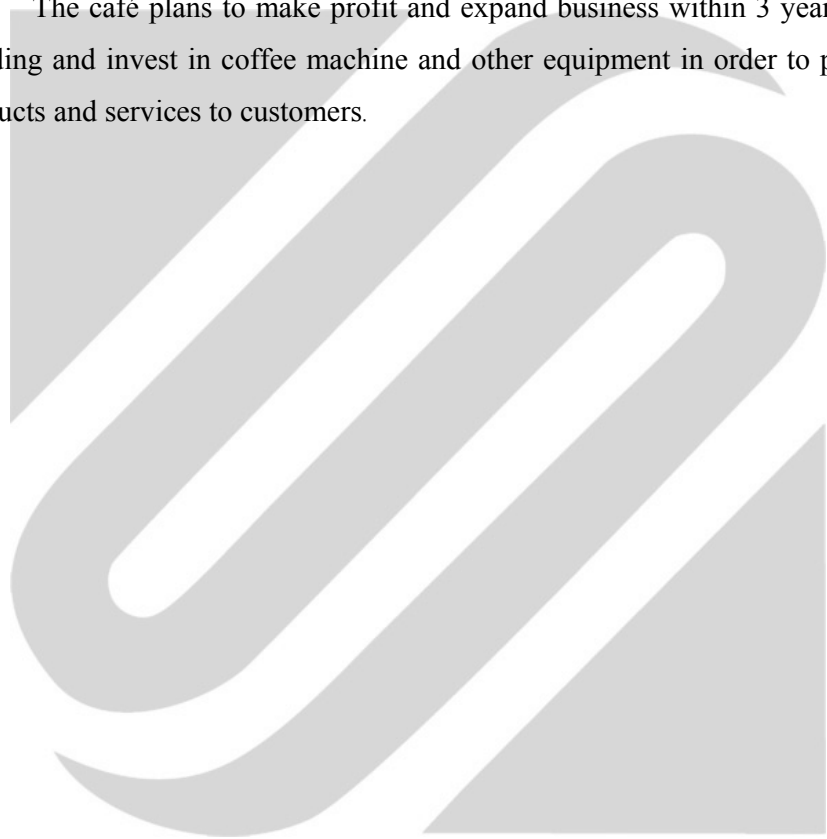 The café plans to make profit and expand business within 3 year
ding and invest in coffee machine and other equipment in order to p
ucts and services to customers.